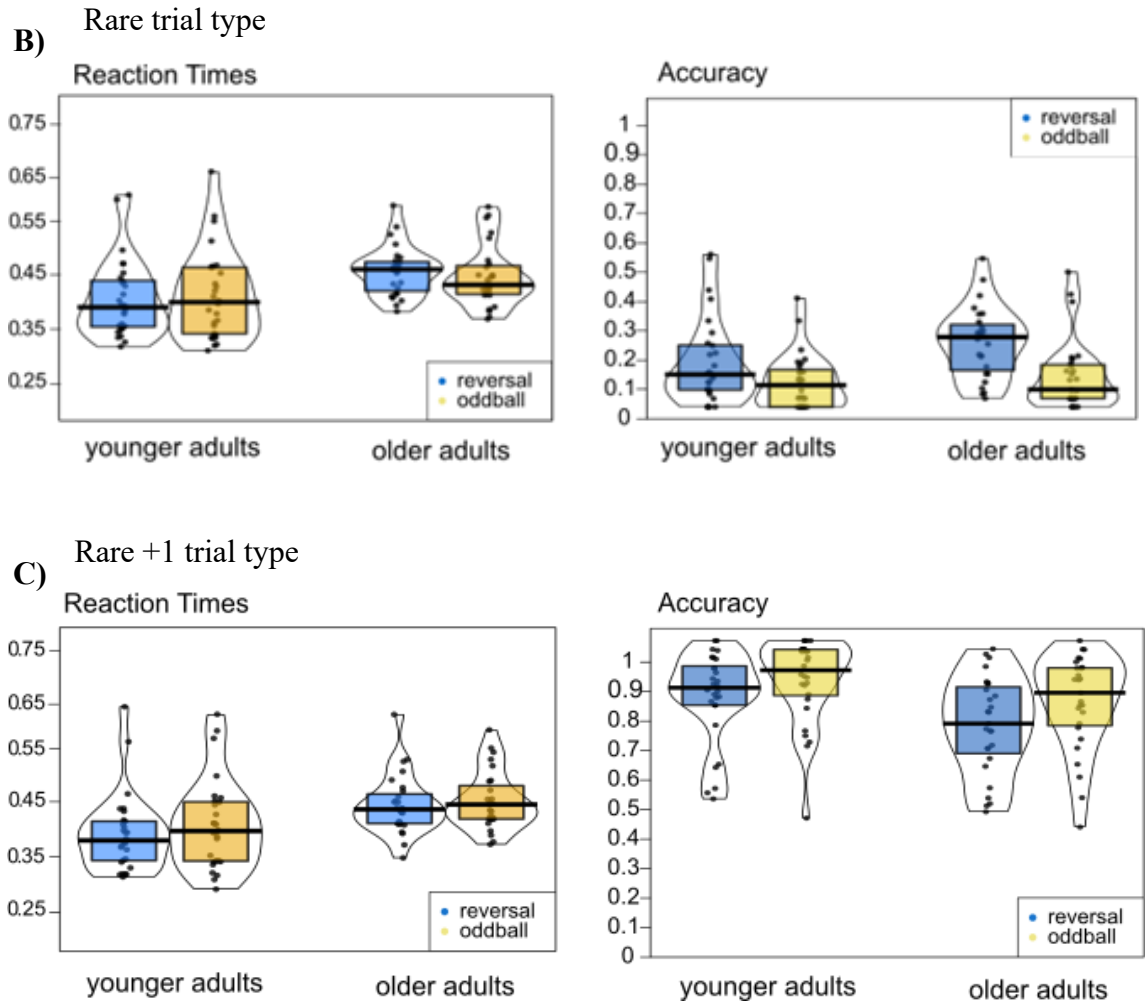 Rare trial type
B)
Reaction Times
0.75
0.65
0.55
0.45
0.35
0.25
reversal
oddball
younger adults
older adults
Accuracy
1
0.9
0.8
0.7
0.6
0.5
0.4
0.3
0.2
0.1
0
reversal
oddball
younger adults
older adults
Rare +1 trial type
C)
Reaction Times
0.75
0.65
0.55
0.45
0.35
0.25
reversal
oddball
younger adults
older adults
Accuracy
1
0.9
0.8
0.7
0.6
0.5
0.4
0.3
0.2
0.1
0
reversal
oddball
younger adults
older adults